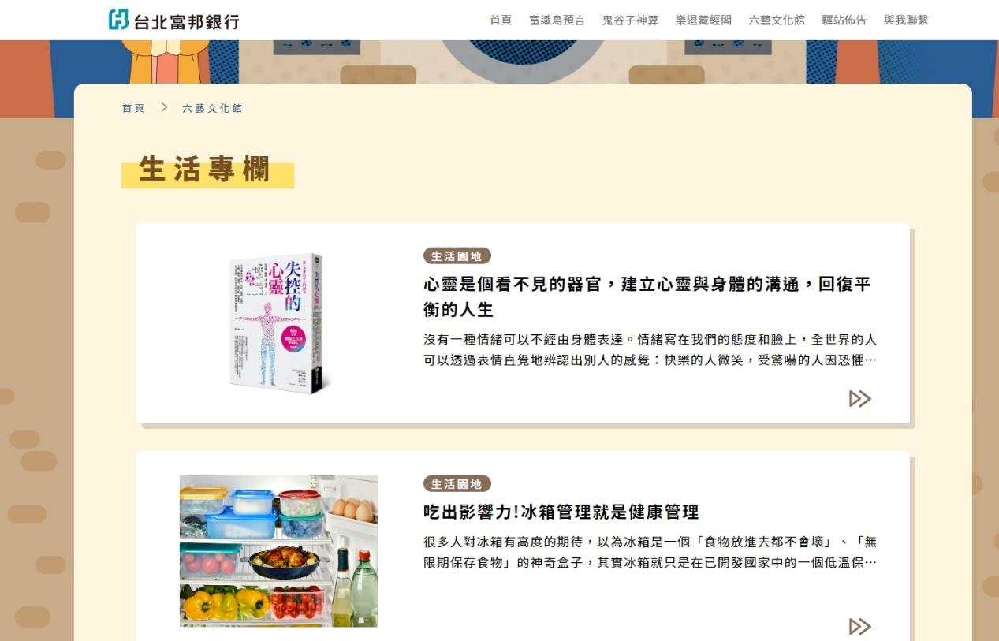 台北富邦銀行
首頁 富識島預言 鬼谷子神算 樂退藏經閣 六藝文化館 驛站佈告 與我聯繫
首頁 > 六藝文化館
生活專欄
失控的
心靈
生活園地
心靈是個看不見的器官，建立心靈與身體的溝通，回復平
衡的人生
沒有一種情緒可以不經由身體表達。情緒寫在我們的態度和臉上，全世界的人
可以透過表情直覺地辨認出別人的感覺：快樂的人微笑，受驚嚇的人因恐懼…
生活園地
吃出影響力!冰箱管理就是健康管理
很多人對冰箱有高度的期待，以為冰箱是一個「食物放進去都不會壞」、「無
限期保存食物」的神奇盒子，其實冰箱就只是在已開發國家中的一個低溫保…